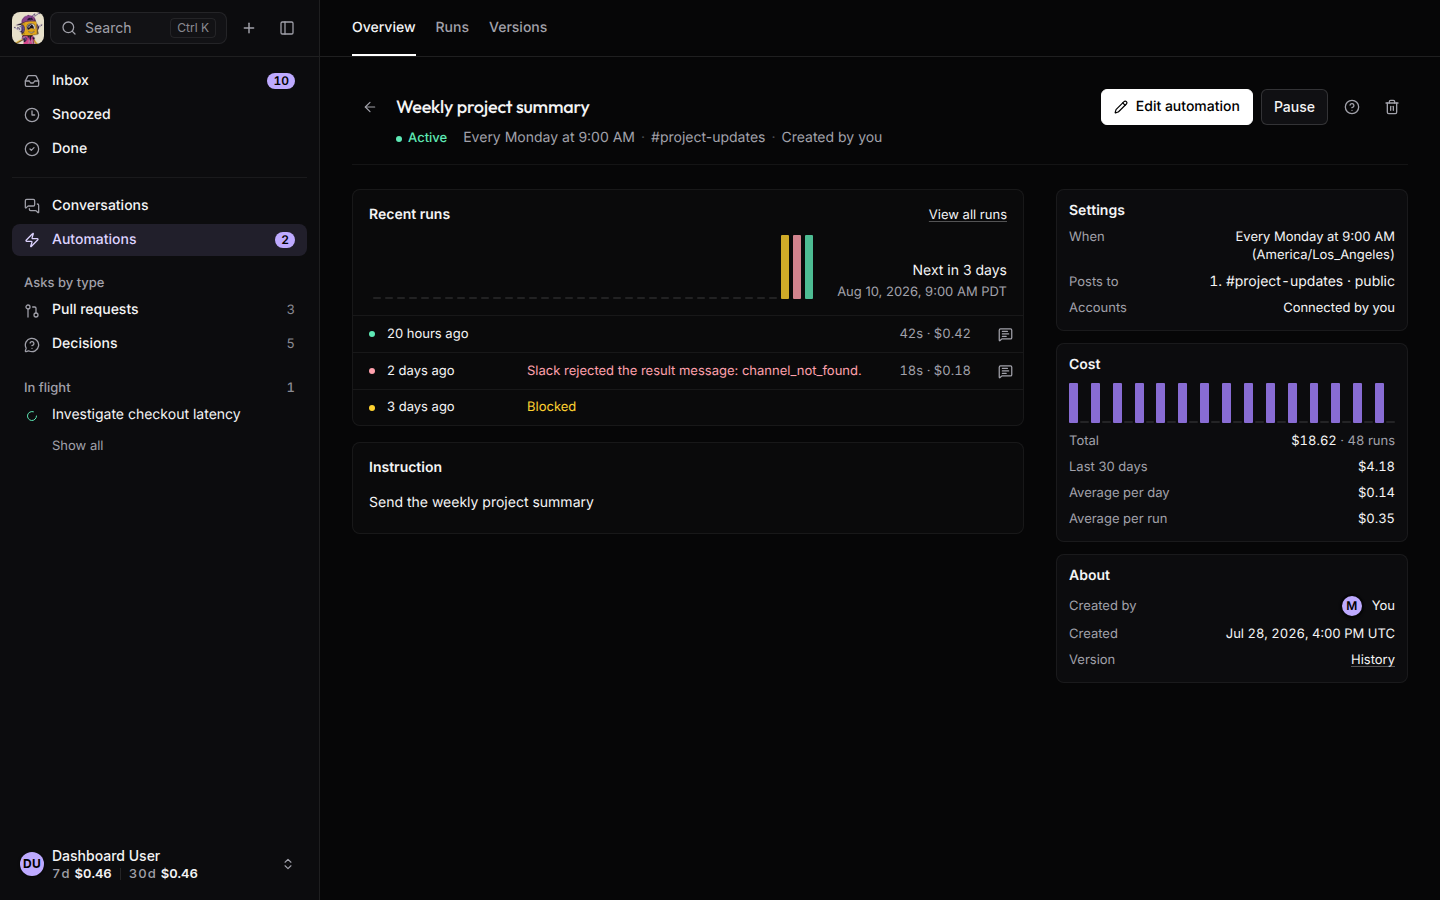 Search
Ctrl K
Inbox
10
Snoozed
Done
Conversations
Automations
2
Asks by type
Pull requests
3
Decisions
5
In flight
1
Investigate checkout latency
Show all
DU
Dashboard User
7d $0.46 | 30d $0.46
Overview
Runs
Versions
Weekly project summary
Active
Every Monday at 9:00 AM · #project-updates · Created by you
Edit automation
Pause
Recent runs
View all runs
Next in 3 days
Aug 10, 2026, 9:00 AM PDT
20 hours ago
42s · $0.42
2 days ago
Slack rejected the result message: channel_not_found.
18s · $0.18
3 days ago
Blocked
Instruction
Send the weekly project summary
Settings
When
Every Monday at 9:00 AM
(America/Los_Angeles)
Posts to
1. #project-updates · public
Accounts
Connected by you
Cost
Total
$18.62 · 48 runs
Last 30 days
$4.18
Average per day
$0.14
Average per run
$0.35
About
Created by
M
You
Created
Jul 28, 2026, 4:00 PM UTC
Version
History